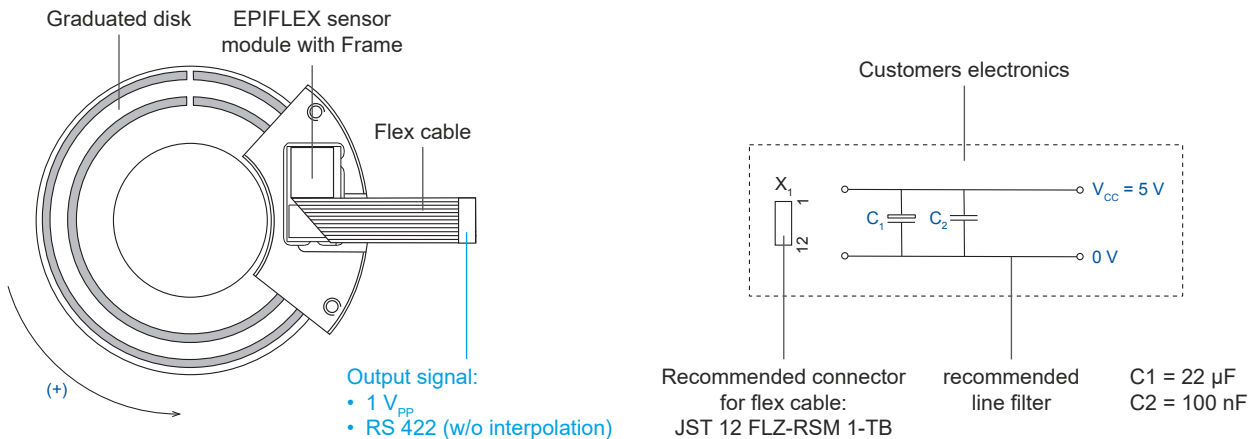 Graduated disk
EPIFLEX sensor
module with Frame
Flex cable
(+)
Output signal:
• 1 VPP
• RS 422 (w/o interpolation)
Customers electronics
X1
1
12
C1
C2
VCC = 5 V
0 V
Recommended connector
for flex cable:
JST 12 FLZ-RSM 1-TB
recommended
line filter
C1 = 22 µF
C2 = 100 nF